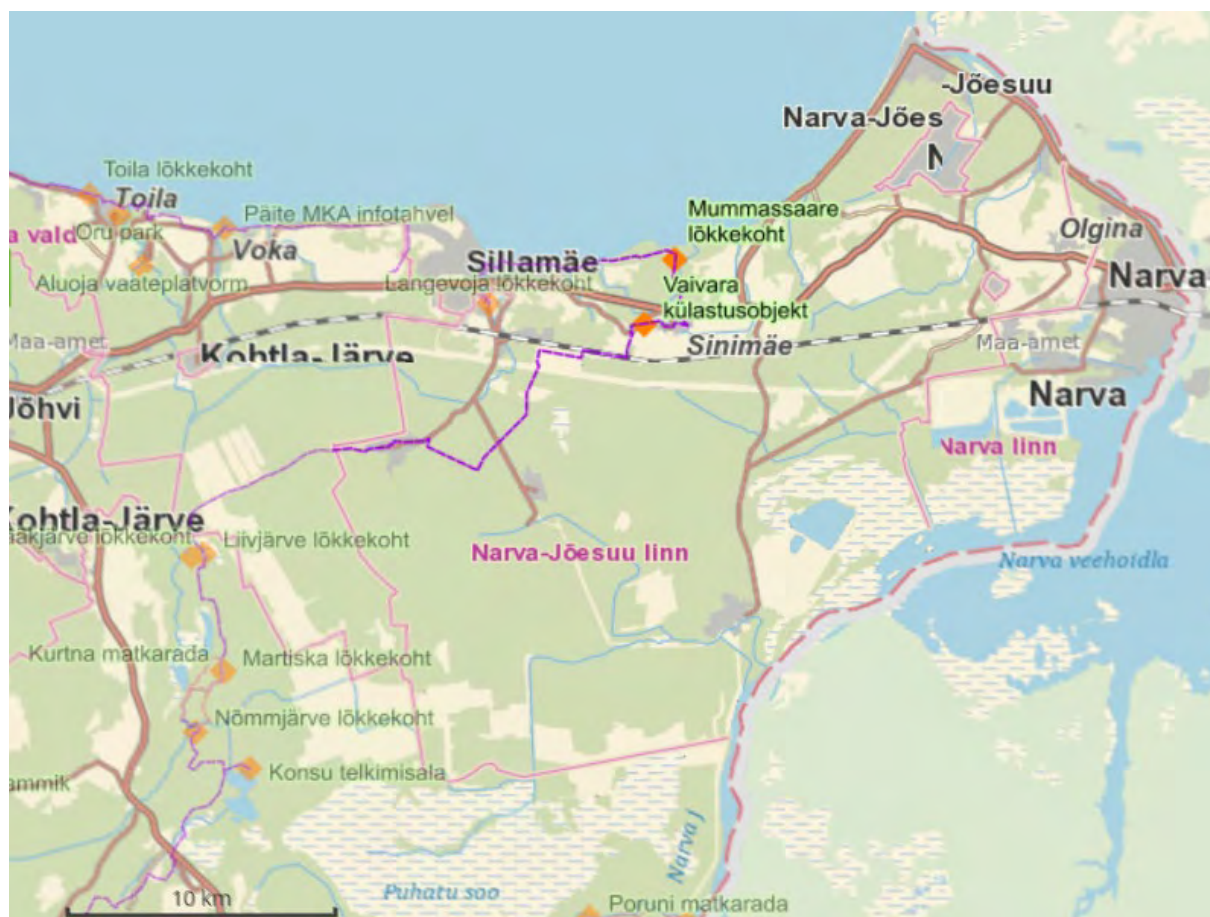 -Jõesuu
Narva-Jões
N
Toila lõkkekoht
Toila
Mummassaare
lõkkekoht
Päite MKA infotahvel
a vald
Oru park
Olgina
Voka
Sillamäe
Aluoja vaateplatvorm
Langevoja lõkkekoht
Vaivara
külastusobjekt
Narva
Maa-amet
Kohtla-Järve
Sinimäe
Maa-amet
Jõhvi
Narva
Narva linn
Kohtla-Järve
äkjärve lõkkekoht
Liivjärve lõkkekoht
Narva-Jõesuu linn
Narva veehoidla
Kurtna matkarada
Martiska lõkkekoht
Nõmmjärve lõkkekoht
Konsu telkimisala
ammik
Narva j
Puhatu soo
10 km
Poruni matkarada